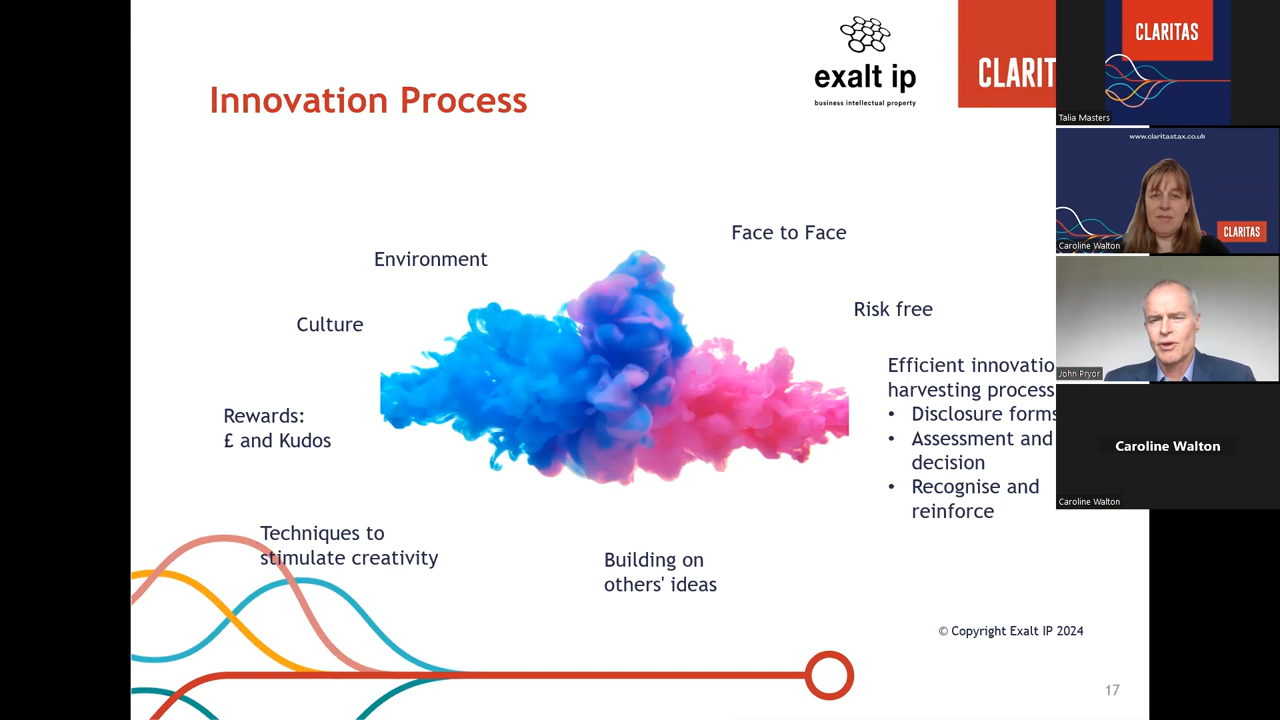 exalt ip
business intellectual property
CLARIT
Innovation Process
Face to Face
Environment
Risk free
Culture
Efficient innovatio
harvesting process
• Disclosure forms
• Assessment and
decision
• Recognise and
reinforce
Rewards:
£ and Kudos
Techniques to
stimulate creativity
Building on
others' ideas
© Copyright Exalt IP 2024
17
CLARITAS
Talia Masters
www.claritastax.co.uk
CLARITAS
Caroline Walton
John Pryor
Caroline Walton
Caroline Walton